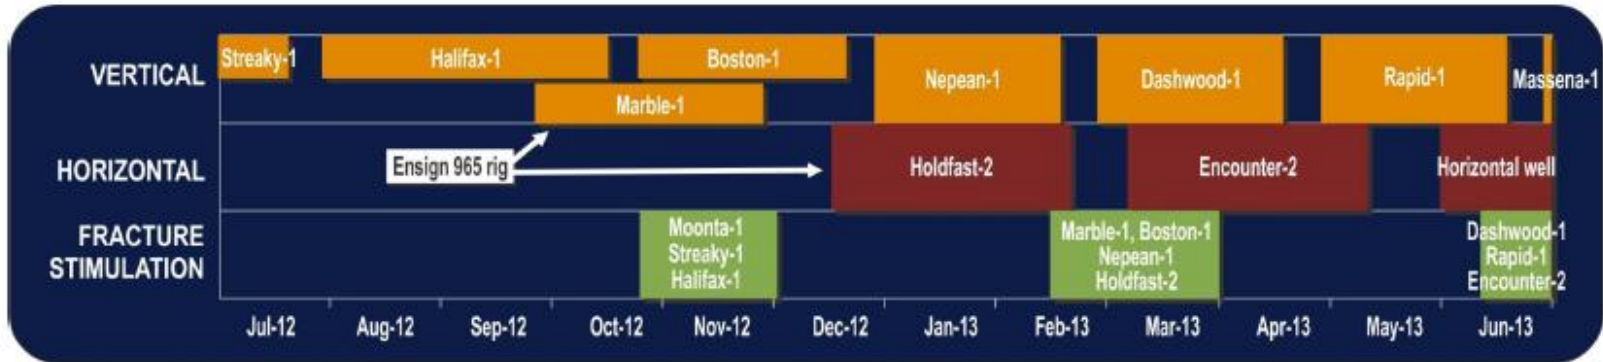 Streaky-1
Halifax-1
Boston-1
VERTICAL
Nepean-1
Dashwood-1
Rapid-1
Massena-1
Marble-1
HORIZONTAL
Ensign 965 rig
Holdfast-2
Encounter-2
Horizontal well
FRACTURE
STIMULATION
Moonta-1
Streaky-1
Halifax-1
Marble-1, Boston-1
Nepean-1
Holdfast-2
Dashwood-1
Rapid-1
Encounter-2
Jul-12
Aug-12
Sep-12
Oct-12
Nov-12
Dec-12
Jan-13
Feb-13
Mar-13
Apr-13
May-13
Jun-13